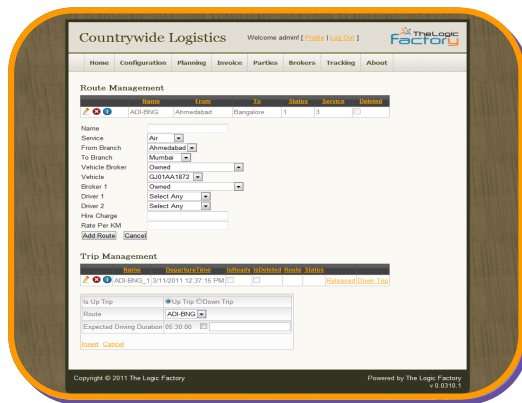 Countrywide Logistics
Welcome admin! [ Profile | Log Out ]
TheLogic
Factory
Home Configuration Planning Invoice Parties Brokers Tracking About
Route Management
Name From To Status Service Deleted
ADI-BNG Ahmedabad Bangalore 1 3
Name
Service Air
From Branch Ahmedabad
To Branch Mumbai
Vehicle Broker Owned
Vehicle GJ01AA1872
Broker 1 Owned
Driver 1 Select Any
Driver 2 Select Any
Hire Charge
Rate Per KM
Add Route Cancel
Trip Management
Name DepartureTime IsReady IsDeleted Route Status
ADI-BNG_1 3/11/2011 12:37:15 PM Released Down Trip
Is Up Trip Up Trip Down Trip
Route ADI-BNG
Expected Driving Duration 05:30:00
Insert Cancel
Copyright © 2011 The Logic Factory
Powered by The Logic Factory
v 0.0310.1